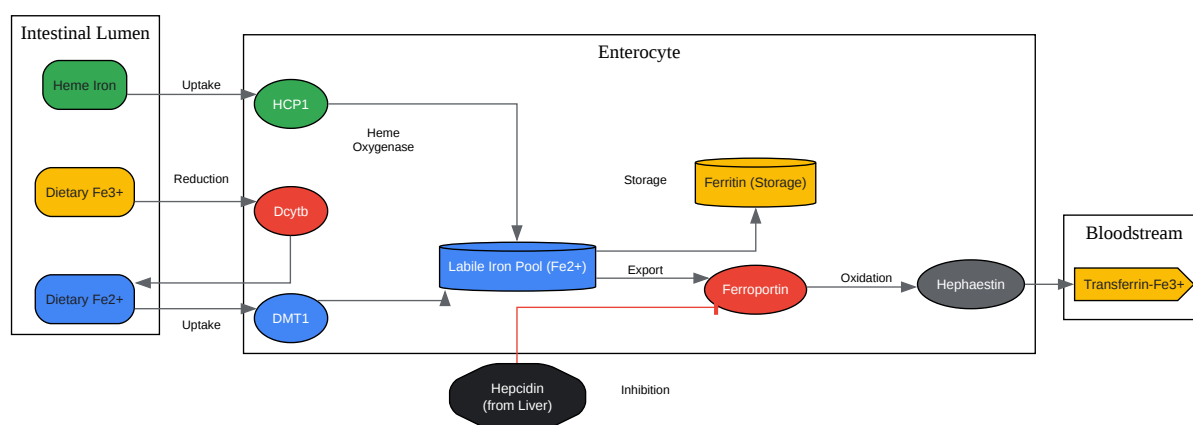 Intestinal Lumen
Enterocyte
Heme Iron
Uptake
HCP1
Heme
Oxygenase
Dietary Fe3+
Reduction
Dcytb
Storage
Ferritin (Storage)
Bloodstream
Labile Iron Pool (Fe2+)
Export
Ferroportin
Oxidation
Hephaestin
Transferrin-Fe3+
Dietary Fe2+
Uptake
DMT1
Hepcidin
(from Liver)
Inhibition